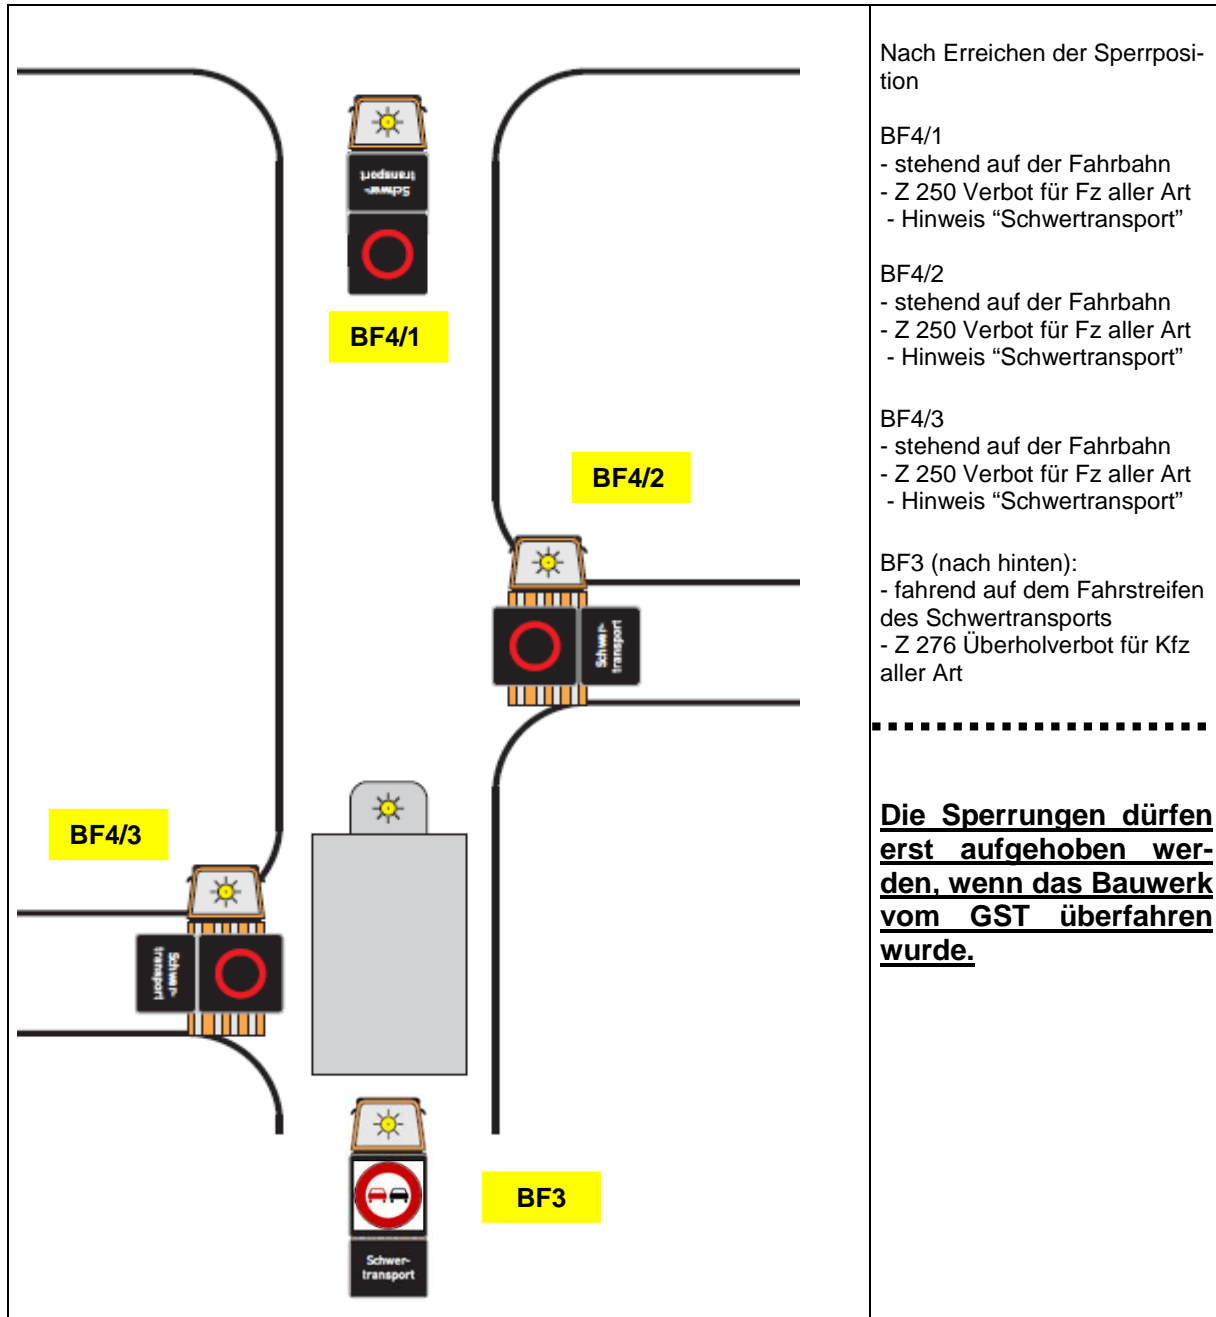 Schwer-
transport
BF4/1
BF4/2
Schwer-
transport
BF4/3
Schwer-
transport
BF3
Schwer-
transport
Nach Erreichen der Sperrposi-
tion
BF4/1
- stehend auf der Fahrbahn
- Z 250 Verbot für Fz aller Art
- Hinweis “Schwertransport”
BF4/2
- stehend auf der Fahrbahn
- Z 250 Verbot für Fz aller Art
- Hinweis “Schwertransport”
BF4/3
- stehend auf der Fahrbahn
- Z 250 Verbot für Fz aller Art
- Hinweis “Schwertransport”
BF3 (nach hinten):
- fahrend auf dem Fahrstreifen
des Schwertransports
- Z 276 Überholverbot für Kfz
aller Art
Die Sperrungen dürfen
erst aufgehoben wer-
den, wenn das Bauwerk
vom GST überfahren
wurde.